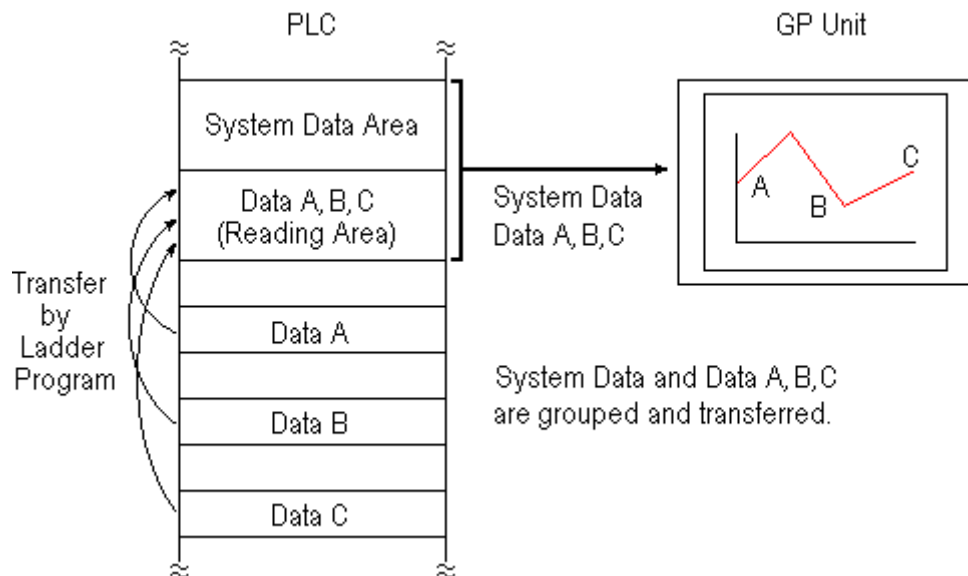 PLC
GP Unit
System Data Area
Data A, B, C
(Reading Area)
System Data
Data A, B, C
A
B
C
Transfer
by
Ladder
Program
Data A
Data B
Data C
System Data and Data A, B, C
are grouped and transferred.